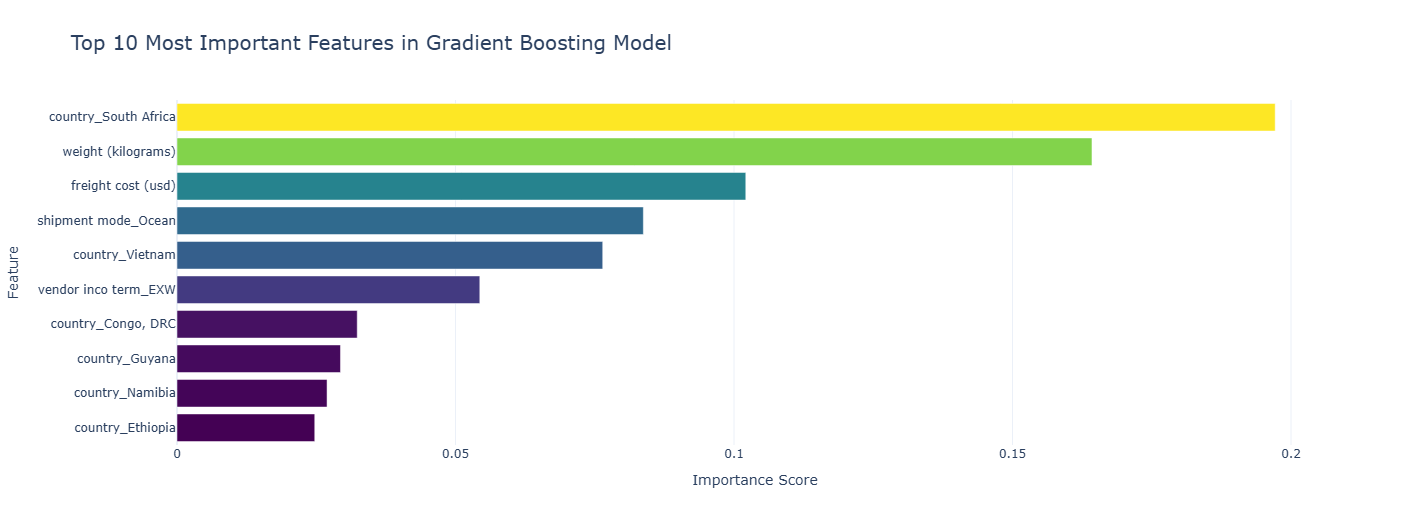 Top 10 Most Important Features in Gradient Boosting Model
Feature
country_South Africa
weight (kilograms)
freight cost (usd)
shipment mode_Ocean
country_Vietnam
vendor inco term_EXW
country_Congo, DRC
country_Guyana
country_Namibia
country_Ethiopia
0 0.05 0.1 0.15 0.2
Importance Score